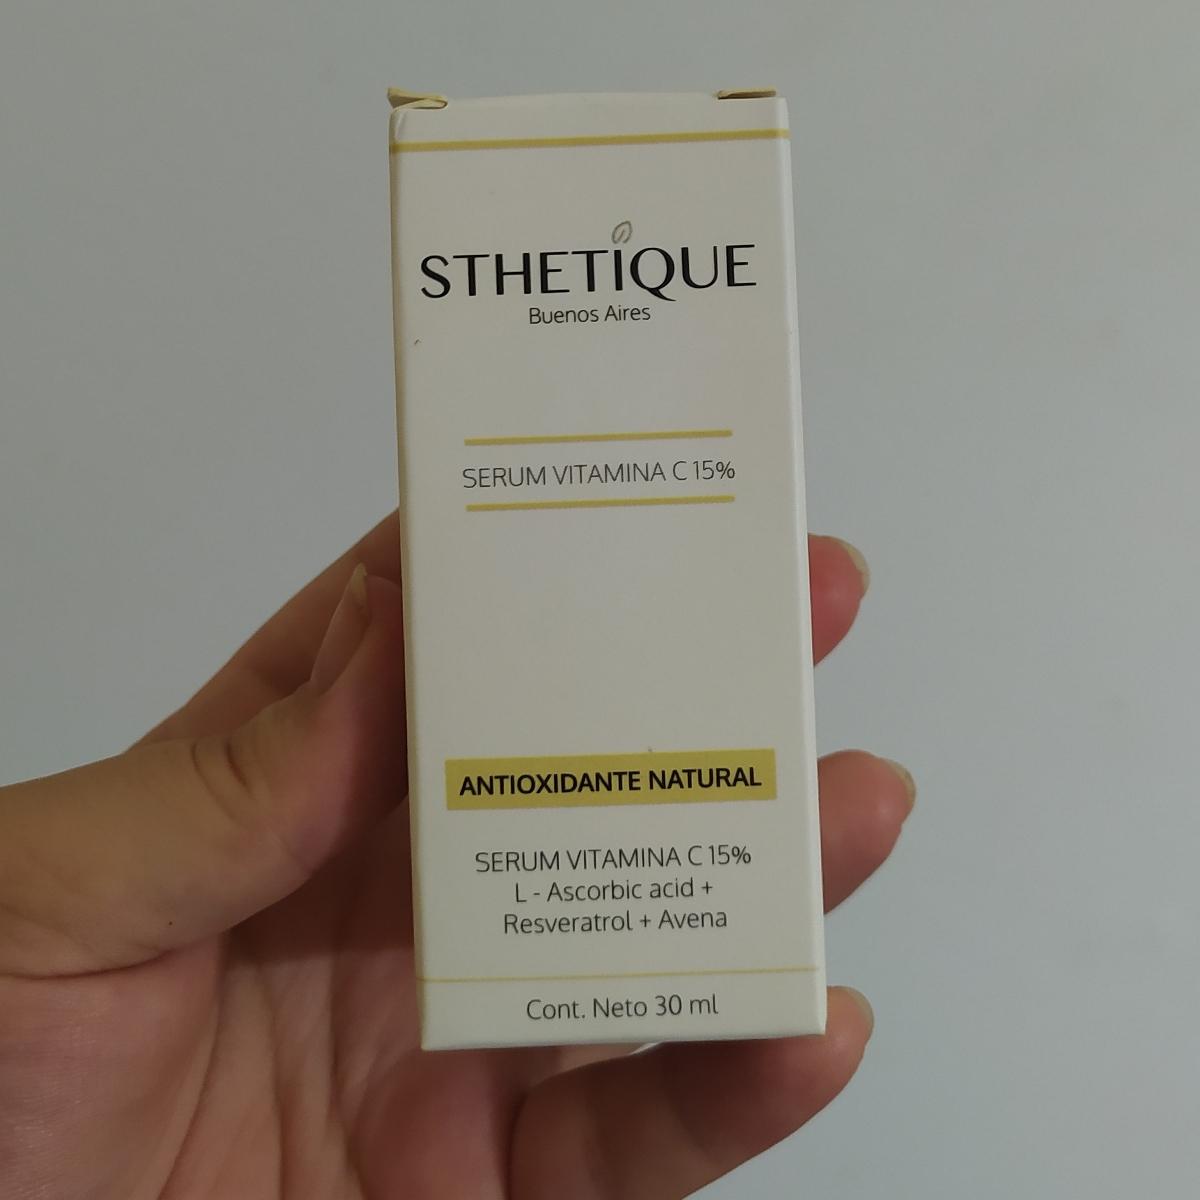 STHETIQUE
Buenos Aires
SERUM VITAMINA C 15%
ANTIOXIDANTE NATURAL
SERUM VITAMINA C 15%
L - Ascorbic acid +
Resveratrol + Avena
Cont. Neto 30 ml